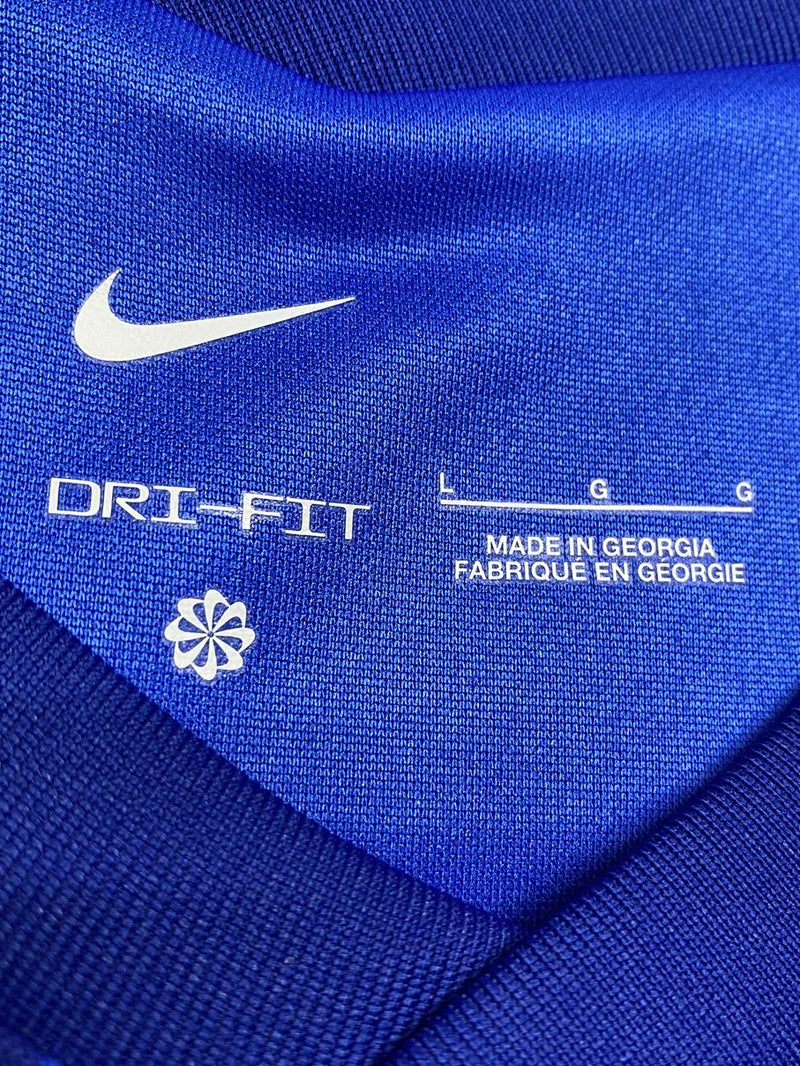 DRI-FIT
L G G
MADE IN GEORGIA
FABRIQUÉ EN GÉORGIE